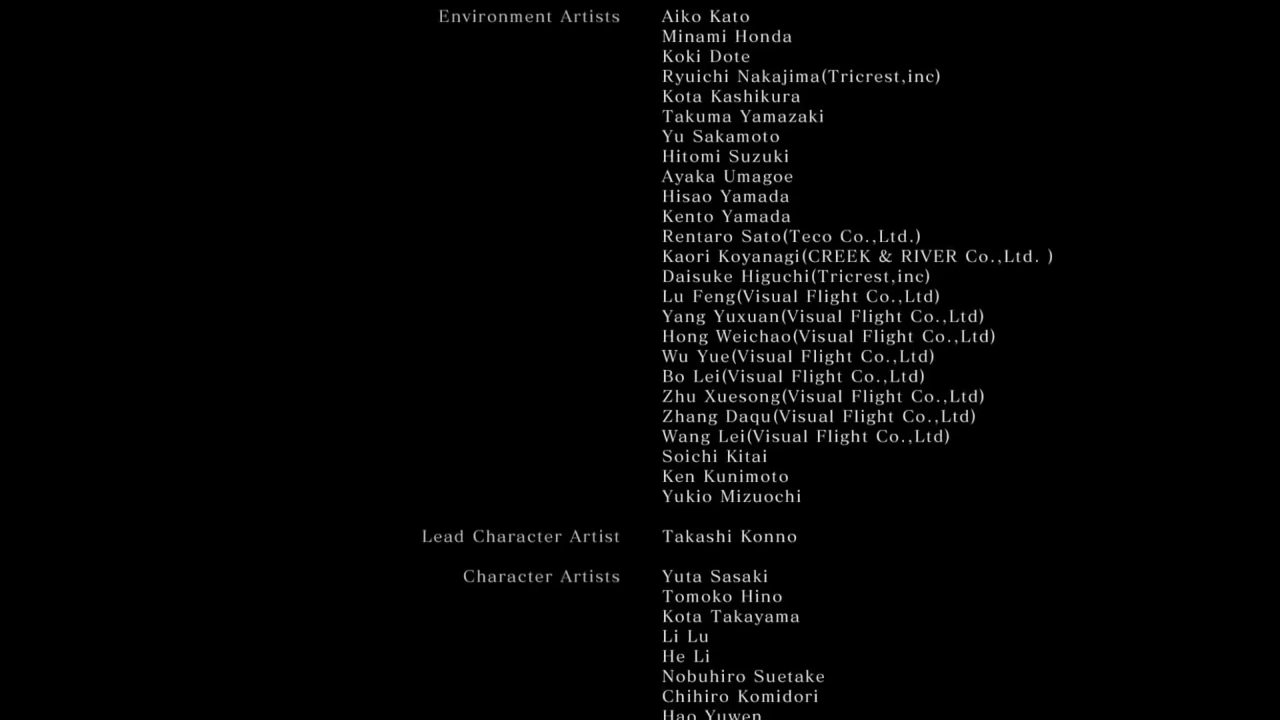 Environment Artists Aiko Kato
Minami Honda
Koki Dote
Ryuichi Nakajima(Tricrest,inc)
Kota Kashikura
Takuma Yamazaki
Yu Sakamoto
Hitomi Suzuki
Ayaka Umagoe
Hisao Yamada
Kento Yamada
Rentaro Sato(Teco Co.,Ltd.)
Kaori Koyanagi(CREEK & RIVER Co.,Ltd. )
Daisuke Higuchi(Tricrest,inc)
Lu Feng(Visual Flight Co.,Ltd)
Yang Yuxuan(Visual Flight Co.,Ltd)
Hong Weichao(Visual Flight Co.,Ltd)
Wu Yue(Visual Flight Co.,Ltd)
Bo Lei(Visual Flight Co.,Ltd)
Zhu Xuesong(Visual Flight Co.,Ltd)
Zhang Daqu(Visual Flight Co.,Ltd)
Wang Lei(Visual Flight Co.,Ltd)
Soichi Kitai
Ken Kunimoto
Yukio Mizuochi
Lead Character Artist Takashi Konno
Character Artists Yuta Sasaki
Tomoko Hino
Kota Takayama
Li Lu
He Li
Nobuhiro Suetake
Chihiro Komidori
Hao Yuwen